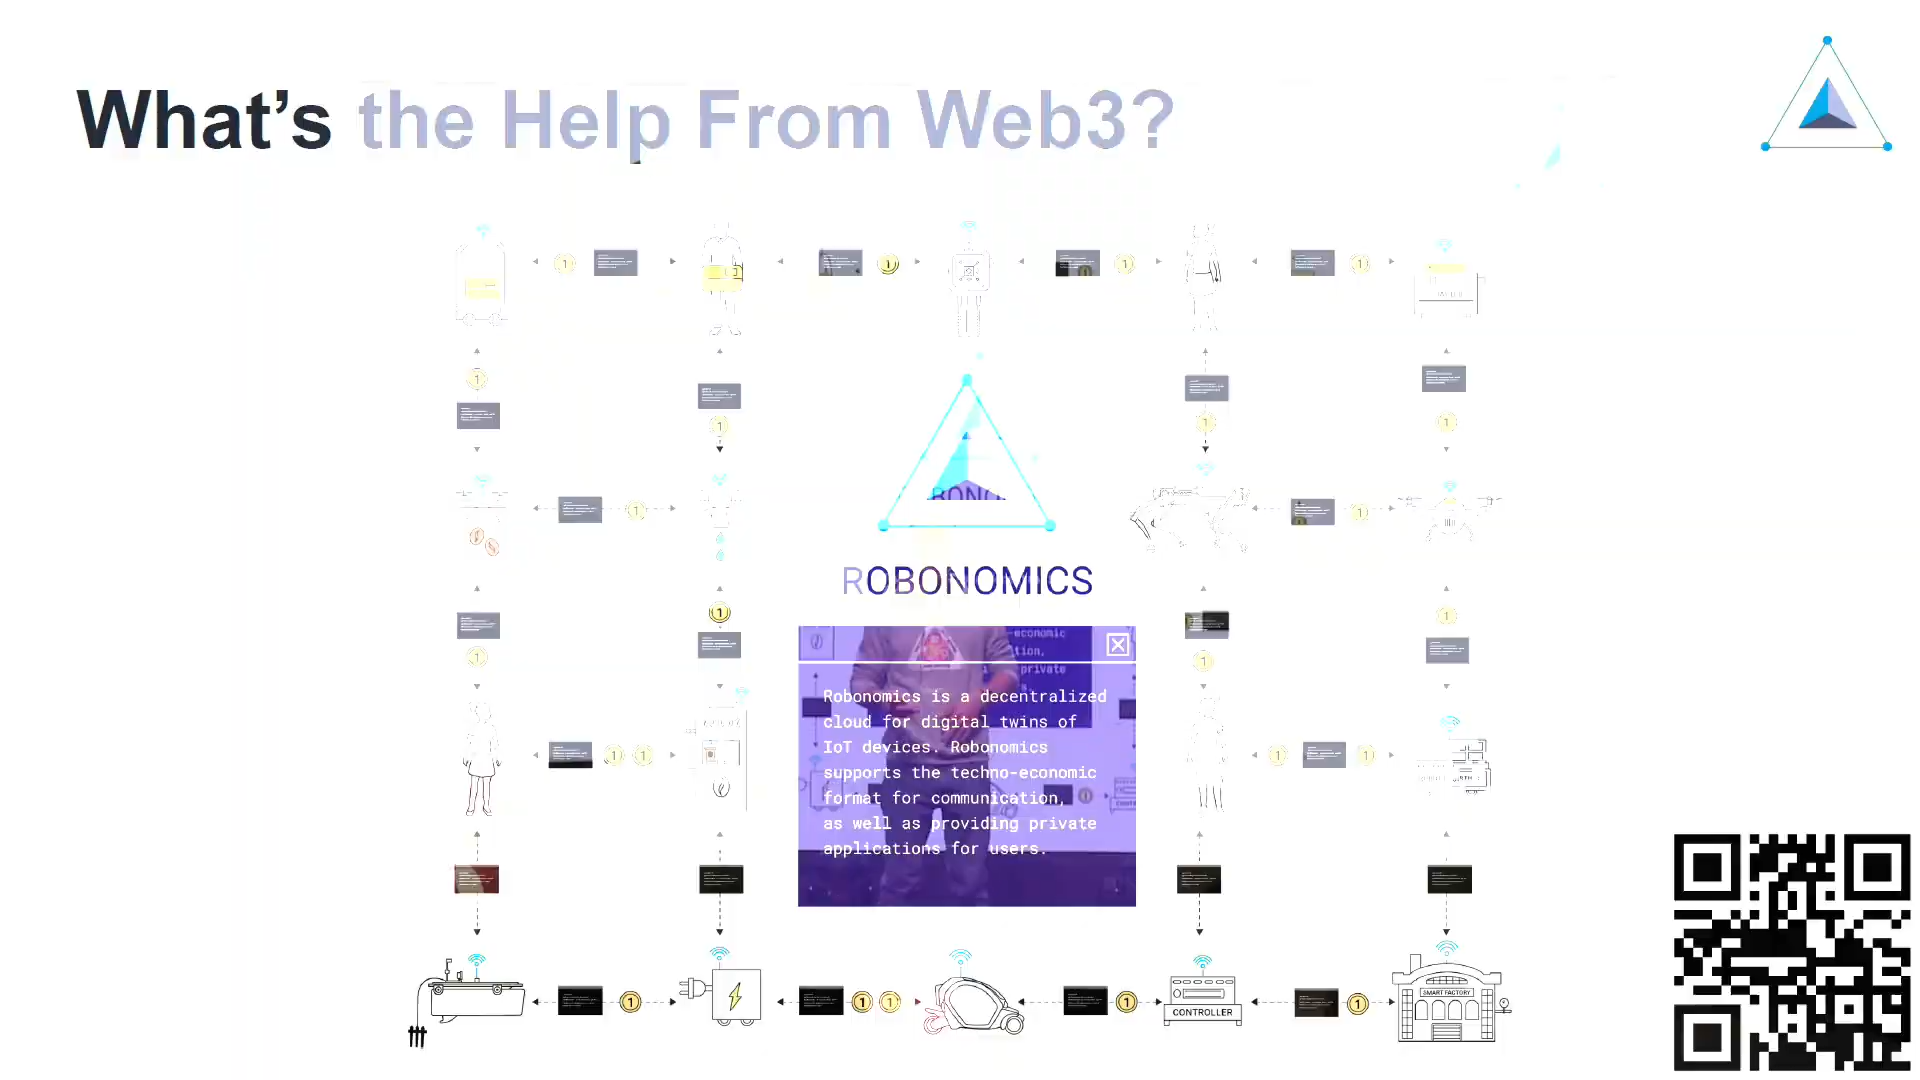 What's the Help From Web3?
ROBONOMICS
Robonomics is a decentralized
cloud for digital twins of
IoT devices. Robonomics
supports the techno-economic
format for communication,
as well as providing private
applications for users.
CONTROLLER
SMART FACTORY